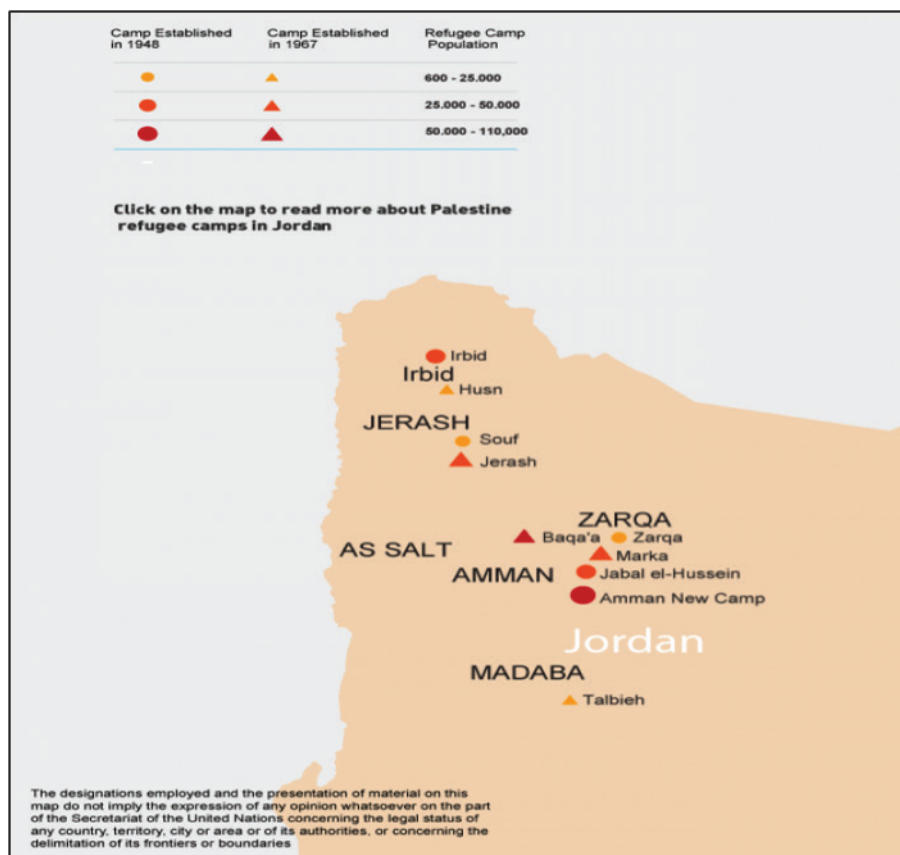 Camp Established in 1948
Camp Established in 1967
Refugee Camp Population
600 - 25.000
25.000 - 50.000
50.000 - 110,000
Click on the map to read more about Palestine
refugee camps in Jordan
Irbid
Irbid
Husn
JERASH
Souf
Jerash
ZARQA
Baqa'a
Zarqa
AS SALT
Marka
AMMAN
Jabal el-Hussein
Amman New Camp
Jordan
MADABA
Talbieh
The designations employed and the presentation of material on this
map do not imply the expression of any opinion whatsoever on the part
of the Secretariat of the United Nations concerning the legal status of
any country, territory, city or area or of its authorities, or concerning the
delimitation of its frontiers or boundaries